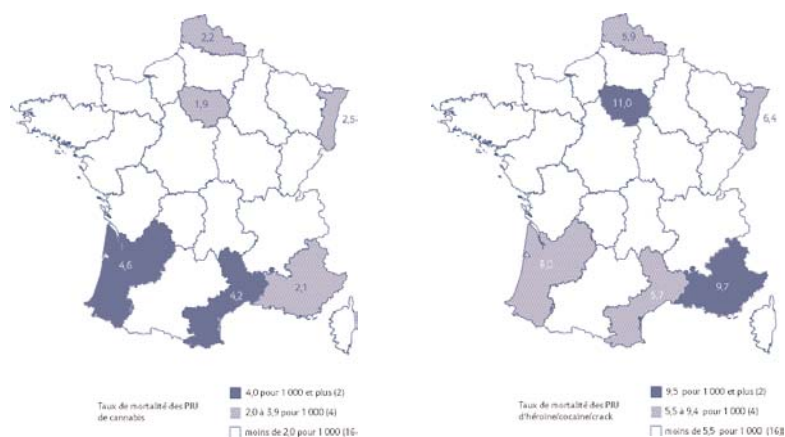 2,2
1,9
2,5
4,6
4,2
2,1
4,0 pour 1 000 et plus (2)
Taux de mortalité des PIU
de cannabis
2,0 à 3,9 pour 1 000 (4)
moins de 2,0 pour 1 000 (16
11,0
6,4
8,0
5,7
9,7
9,5 pour 1 000 et plus (2)
Taux de mortalité des PIU
d'héroïne/cocaïne/crack
5,5 à 9,4 pour 1 000 (4)
moins de 5,5 pour 1 000 (16)